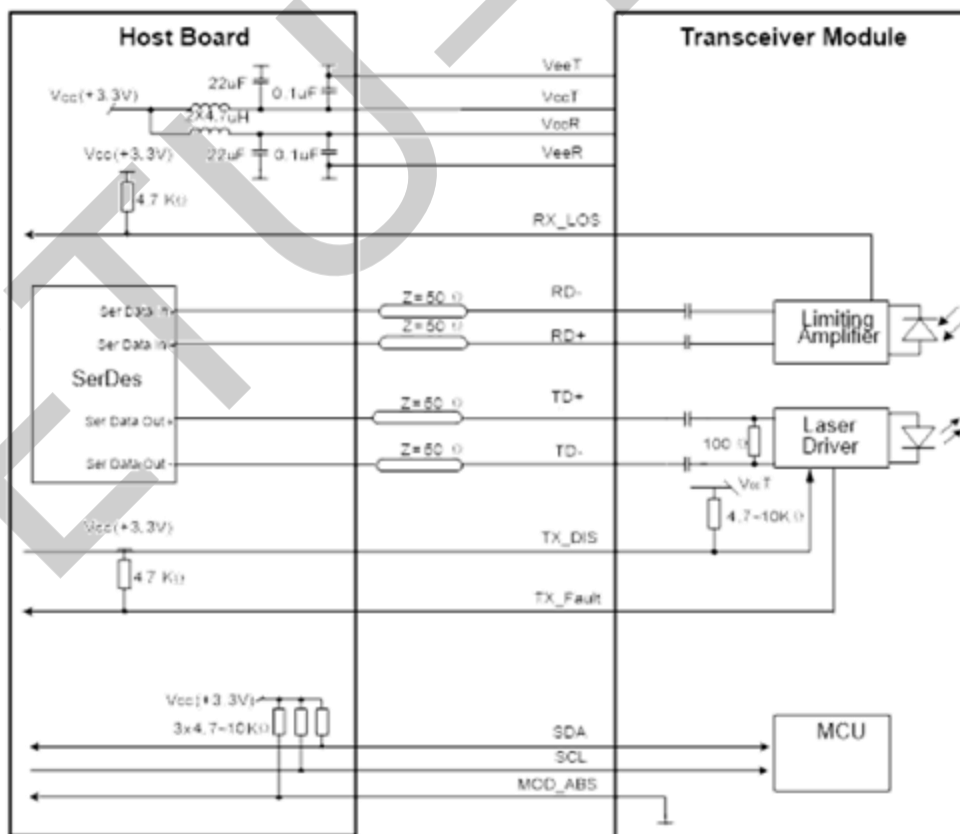 Host Board
Transceiver Module
VeeT
22uF
0.1uF
Vcc(+3.3V)
VccT
2X4.7uH
VccR
Vcc(+3.3V)
22uF
0.1uF
VeeR
4.7 KΩ
RX_LOS
RD-
Z=50 Ω
Ser Data In-
Limiting
Amplifier
Z=50 Ω
RD+
Ser Data In+
SerDes
TD+
Z=50 Ω
Ser Data Out+
Laser
Driver
100 Ω
Z=50 Ω
TD-
Ser Data Out-
VccT
4.7~10KΩ
Vcc(+3.3V)
TX_DIS
4.7 KΩ
TX_Fault
Vcc(+3.3V)
3x4.7~10KΩ
SDA
MCU
SCL
MOD_ABS